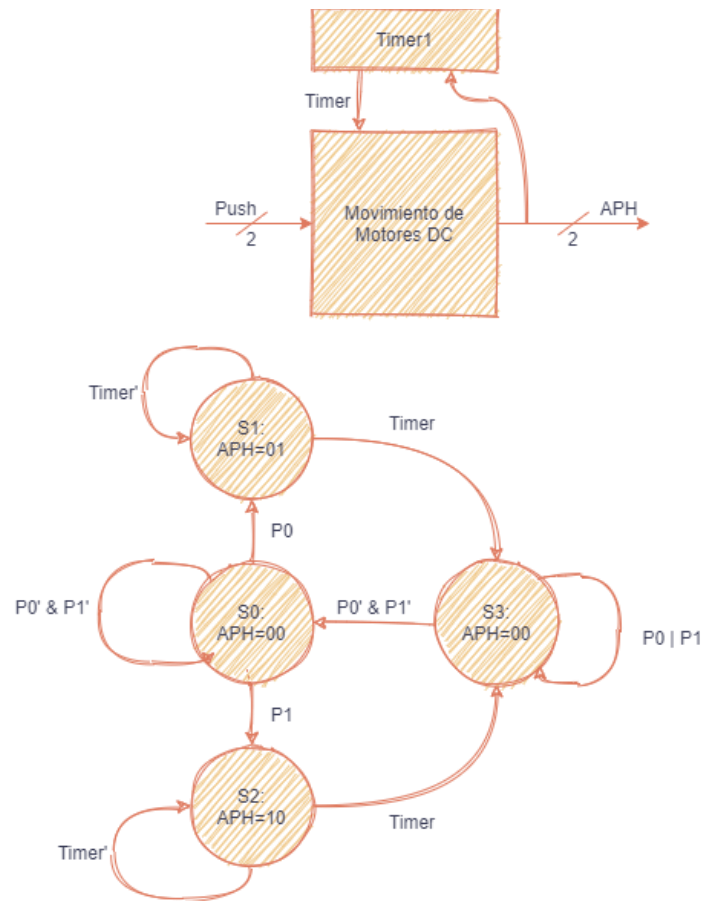 Timer1
Timer
Push
2
Movimiento de
Motores DC
2
APH
Timer'
S1:
APH=01
Timer
P0
P0' & P1'
S0:
APH=00
P0' & P1'
S3:
APH=00
P0 | P1
P1
S2:
APH=10
Timer
Timer'